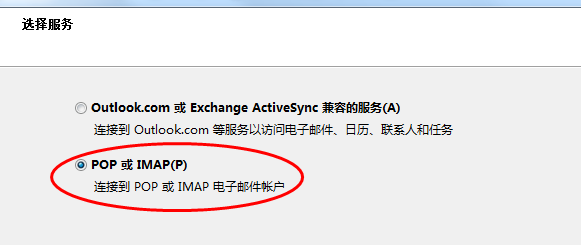 选择服务
Outlook.com 或 Exchange ActiveSync 兼容的服务(A)
连接到 Outlook.com 等服务以访问电子邮件、日历、联系人和任务
POP 或 IMAP(P)
连接到 POP 或 IMAP 电子邮件帐户